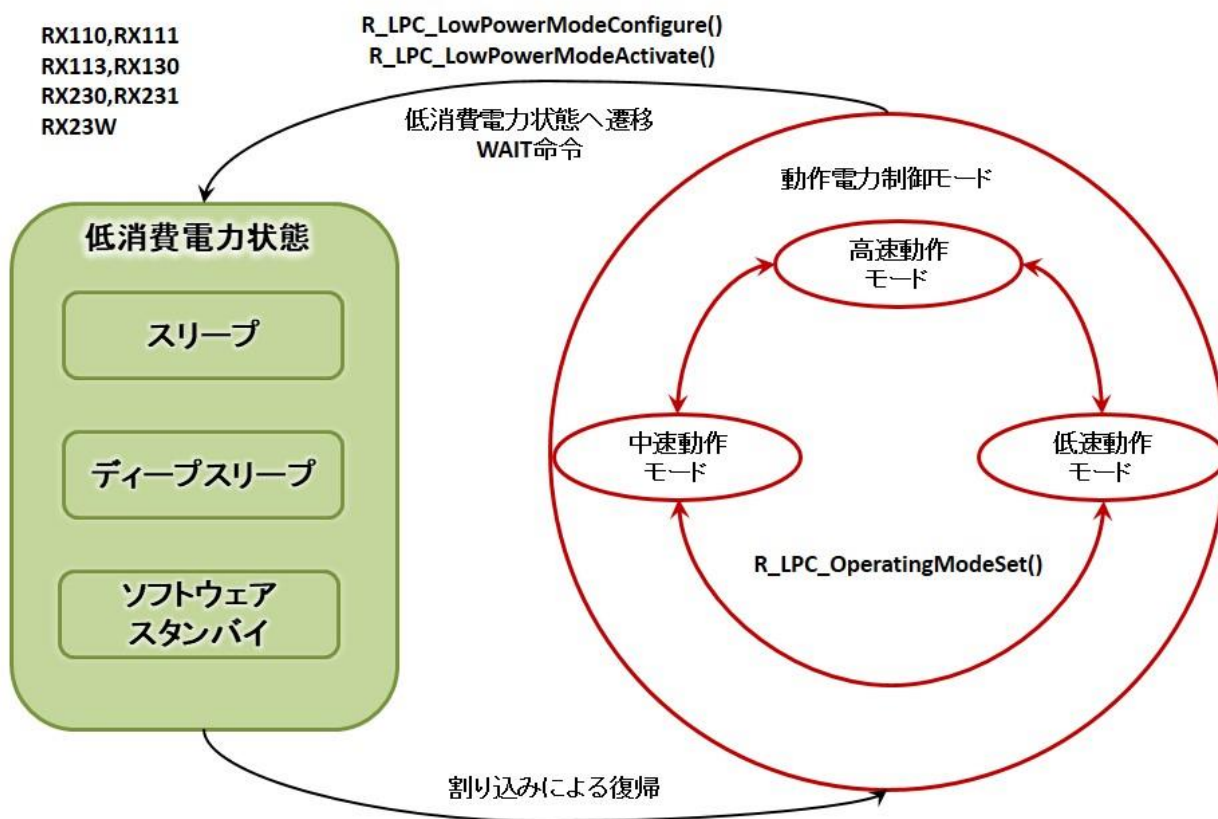 RX110,RX111
RX113,RX130
RX230,RX231
RX23W
R_LPC_LowPowerModeConfigure()
R_LPC_LowPowerModeActivate()
低消費電力状態へ遷移
WAIT命令
低消費電力状態
スリープ
ディープスリープ
ソフトウェア
スタンバイ
動作電力制御モード
高速動作
モード
中速動作
モード
低速動作
モード
R_LPC_OperatingModeSet()
割り込みによる復帰